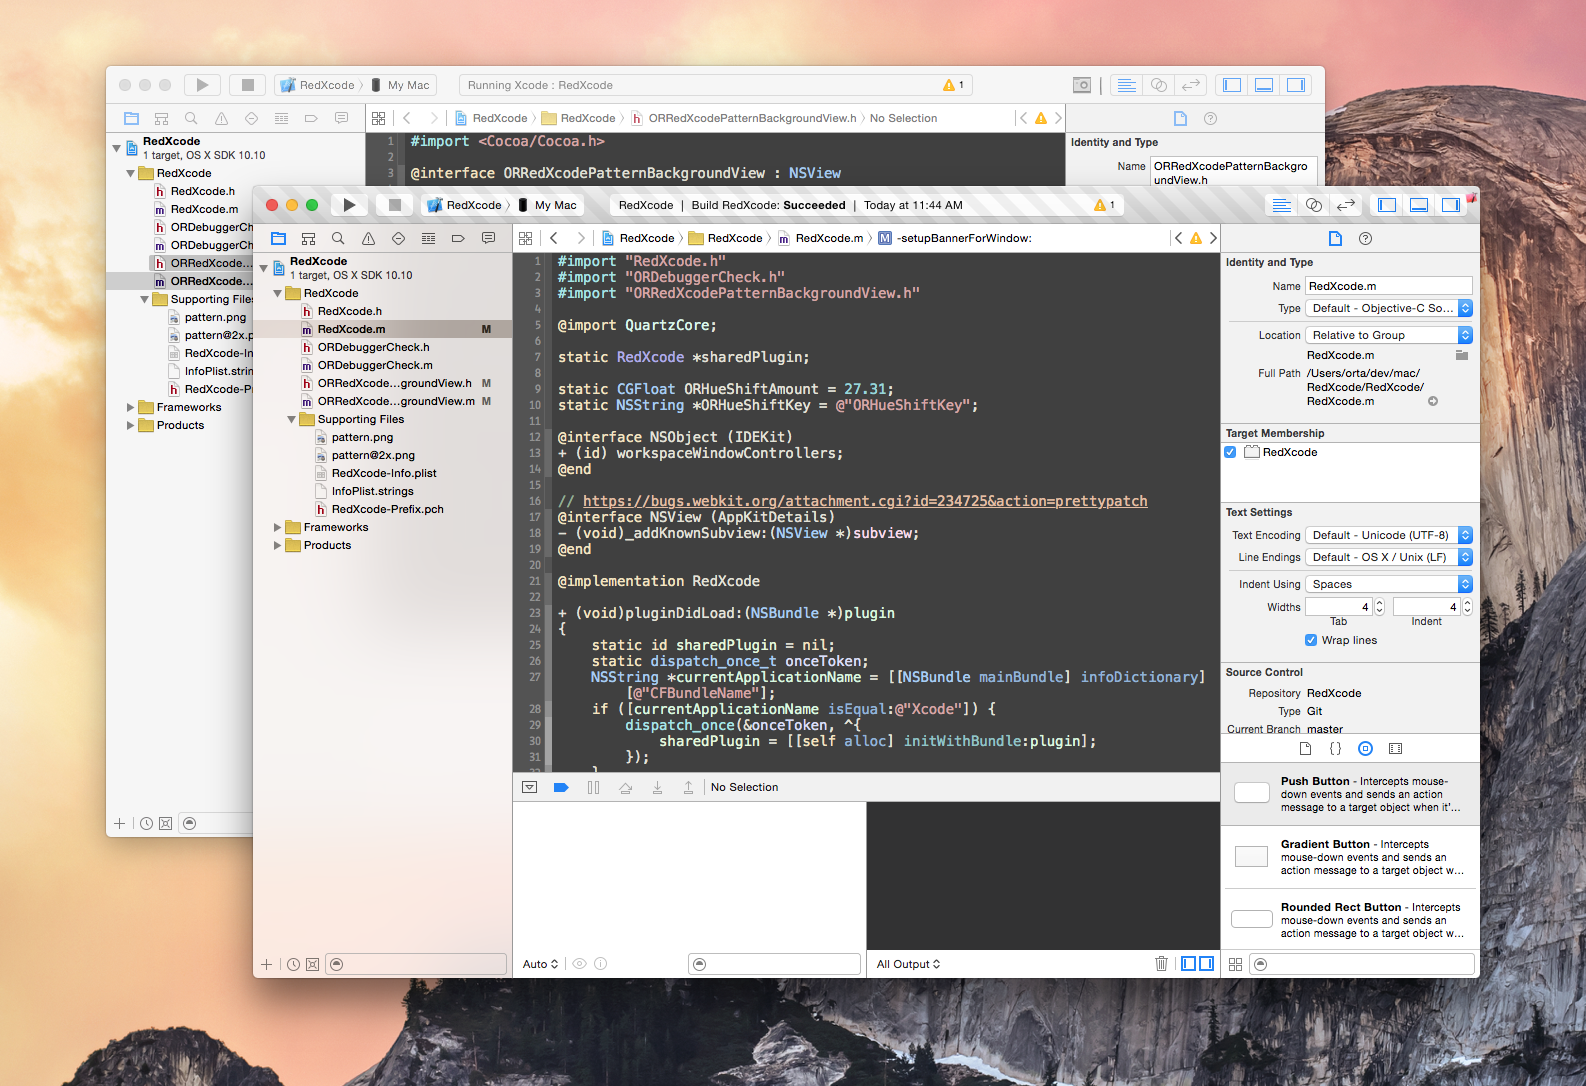 RedXcode
My Mac
Running Xcode : RedXcode
1
RedXcode
RedXcode
ORRedXcodePatternBackgroundView.h
No Selection
RedXcode
1 target, OS X SDK 10.10
RedXcode
RedXcode.h
RedXcode.m
ORDebuggerCh
ORDebuggerCh
ORRedXcode...
ORRedXcode...
Supporting Files
pattern.png
pattern@2x.p
RedXcode-In
InfoPlist.strin
RedXcode-Pr
Frameworks
Products
1 #import <Cocoa/Cocoa.h>
2
3 @interface ORRedXcodePatternBackgroundView : NSView
Identity and Type
Name ORRedXcodePatternBackgro
undView.h
RedXcode
My Mac
RedXcode | Build RedXcode: Succeeded | Today at 11:44 AM
1
RedXcode
RedXcode
RedXcode.m
M -setupBannerForWindow:
RedXcode
1 target, OS X SDK 10.10
RedXcode
RedXcode.h
RedXcode.m M
ORDebuggerCheck.h
ORDebuggerCheck.m
ORRedXcode...groundView.h M
ORRedXcode...groundView.m M
Supporting Files
pattern.png
pattern@2x.png
RedXcode-Info.plist
InfoPlist.strings
RedXcode-Prefix.pch
Frameworks
Products
1 #import "RedXcode.h"
2 #import "ORDebuggerCheck.h"
3 #import "ORRedXcodePatternBackgroundView.h"
4
5 @import QuartzCore;
6
7 static RedXcode *sharedPlugin;
8
9 static CGFloat ORHueShiftAmount = 27.31;
10 static NSString *ORHueShiftKey = @"ORHueShiftKey";
11
12 @interface NSObject (IDEKit)
13 + (id) workspaceWindowControllers;
14 @end
15
16 // https://bugs.webkit.org/attachment.cgi?id=234725&action=prettypatch
17 @interface NSView (AppKitDetails)
18 - (void)_addKnownSubview:(NSView *)subview;
19 @end
20
21 @implementation RedXcode
22
23 + (void)pluginDidLoad:(NSBundle *)plugin
24 {
25 static id sharedPlugin = nil;
26 static dispatch_once_t onceToken;
27 NSString *currentApplicationName = [[NSBundle mainBundle] infoDictionary]
[@"CFBundleName"];
28 if ([currentApplicationName isEqual:@"Xcode"]) {
29 dispatch_once(&onceToken, ^{
30 sharedPlugin = [[self alloc] initWithBundle:plugin];
31 });
No Selection
Auto
All Output
Identity and Type
Name RedXcode.m
Type Default - Objective-C So...
Location Relative to Group
RedXcode.m
Full Path /Users/orta/dev/mac/
RedXcode/RedXcode/
RedXcode.m
Target Membership
RedXcode
Text Settings
Text Encoding Default - Unicode (UTF-8)
Line Endings Default - OS X / Unix (LF)
Indent Using Spaces
Widths 4 4
Tab Indent
Wrap lines
Source Control
Repository RedXcode
Type Git
Current Branch master
Push Button - Intercepts mouse-
down events and sends an action
message to a target object when it'...
Gradient Button - Intercepts
mouse-down events and sends an
action message to a target object w...
Rounded Rect Button - Intercepts
mouse-down events and sends an
action message to a target object w...